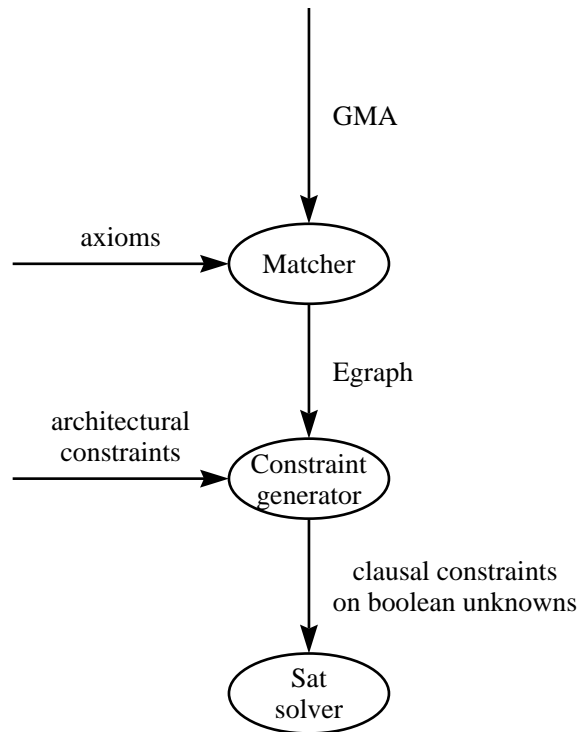 GMA
axioms
Matcher
Egraph
architectural
constraints
Constraint
generator
clausal constraints
on boolean unknowns
Sat
solver